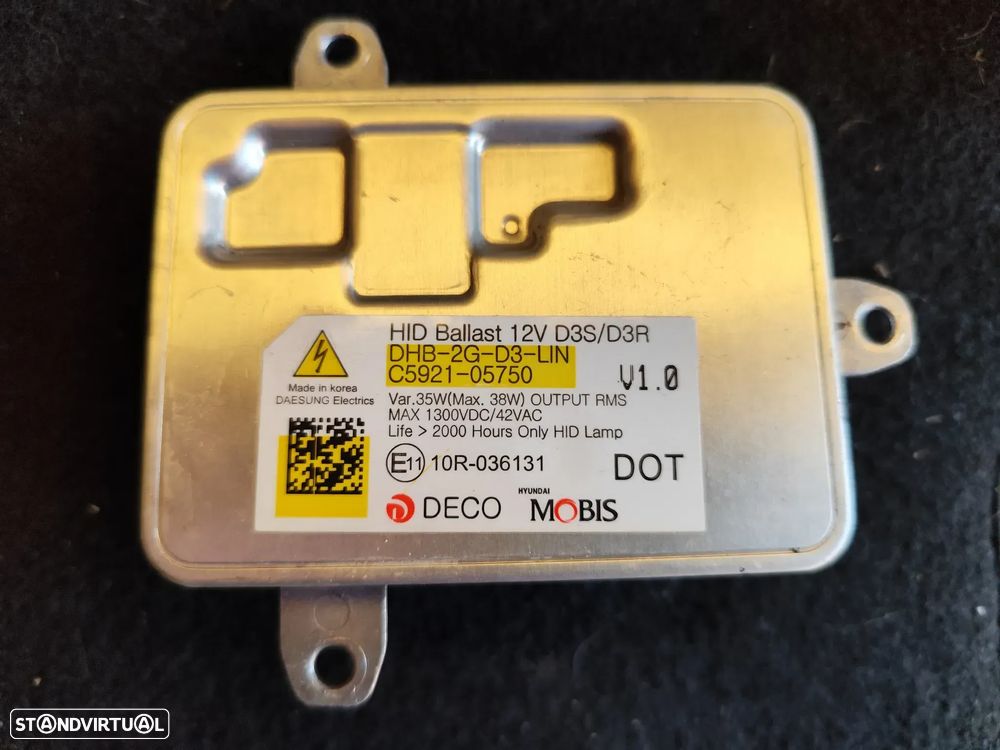 HID Ballast 12V D3S/D3R
DHB-2G-D3-LIN
C5921-05750
V1.0
Made in korea
DAESUNG Electrics
Var.35W(Max. 38W) OUTPUT RMS
MAX 1300VDC/42VAC
Life > 2000 Hours Only HID Lamp
E11 10R-036131
DOT
DECO
HYUNDAI
MOBIS
STANDVIRTUAL